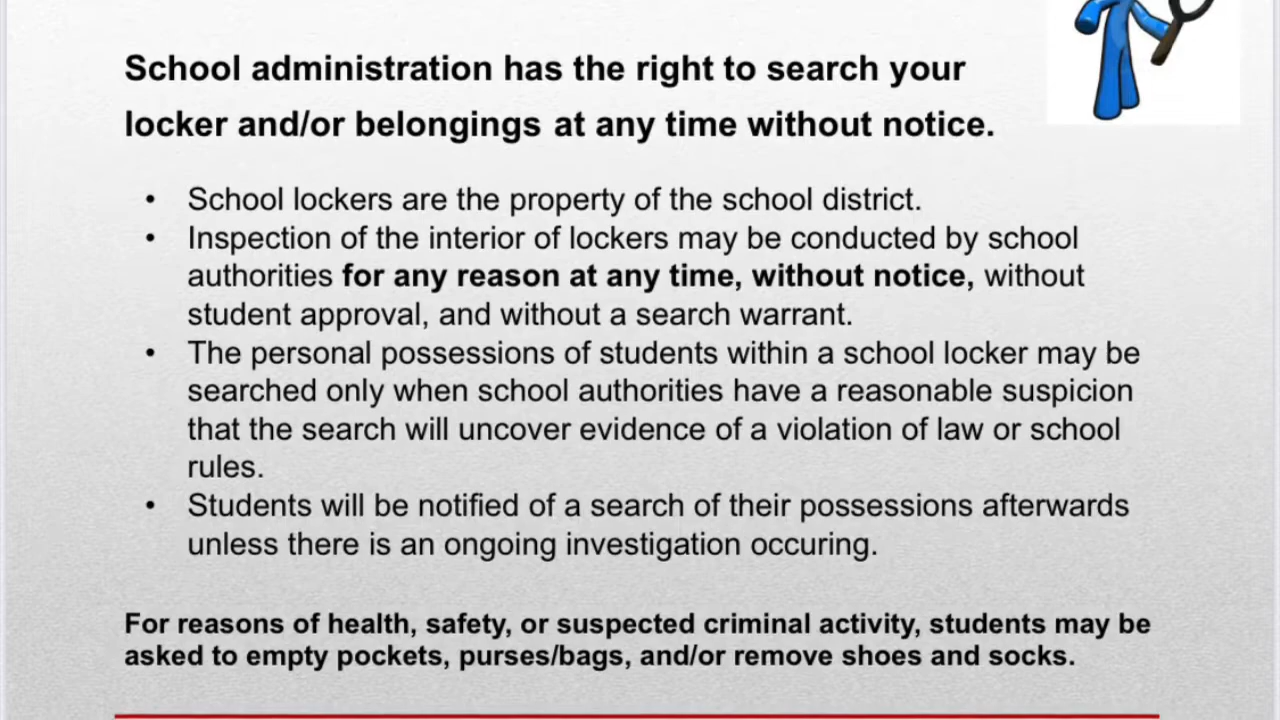 School administration has the right to search your
locker and/or belongings at any time without notice.
• School lockers are the property of the school district.
• Inspection of the interior of lockers may be conducted by school
authorities for any reason at any time, without notice, without
student approval, and without a search warrant.
• The personal possessions of students within a school locker may be
searched only when school authorities have a reasonable suspicion
that the search will uncover evidence of a violation of law or school
rules.
• Students will be notified of a search of their possessions afterwards
unless there is an ongoing investigation occuring.
For reasons of health, safety, or suspected criminal activity, students may be
asked to empty pockets, purses/bags, and/or remove shoes and socks.